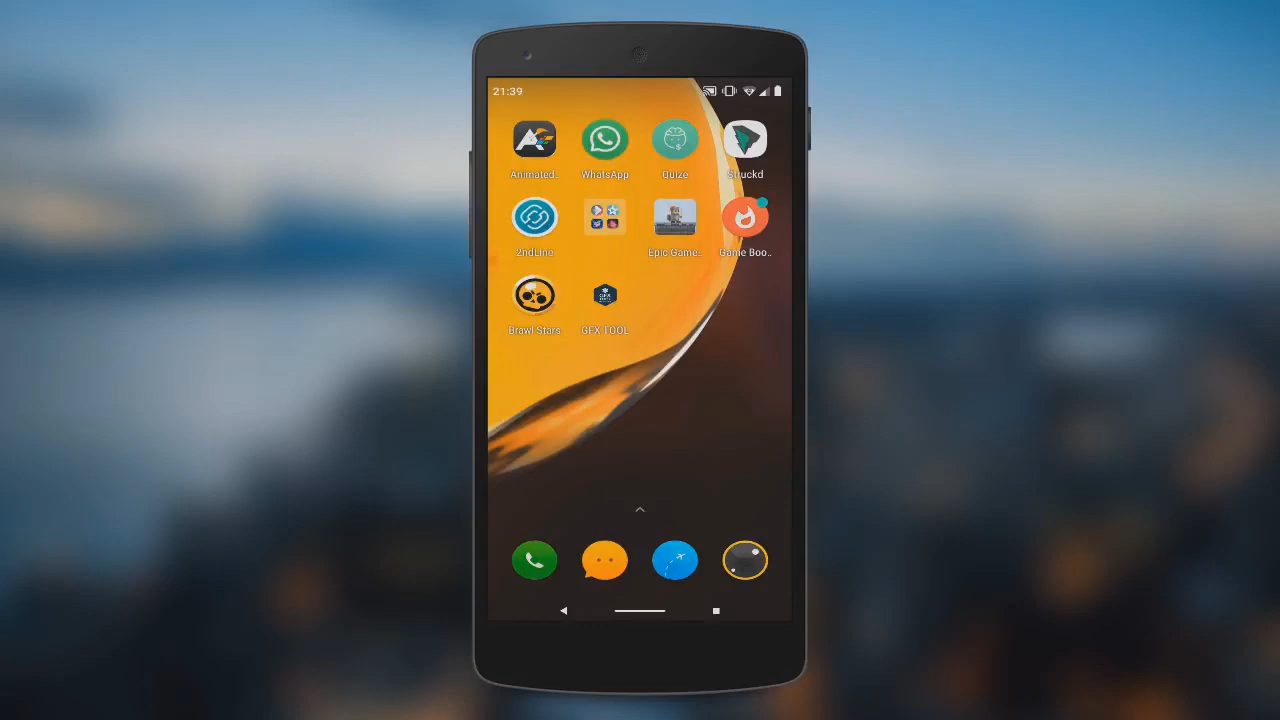 21:39
Animated..
WhatsApp
Quize
Struckd
2ndLine
Epic Game..
Game Boo..
Brawl Stars
GFX TOOL